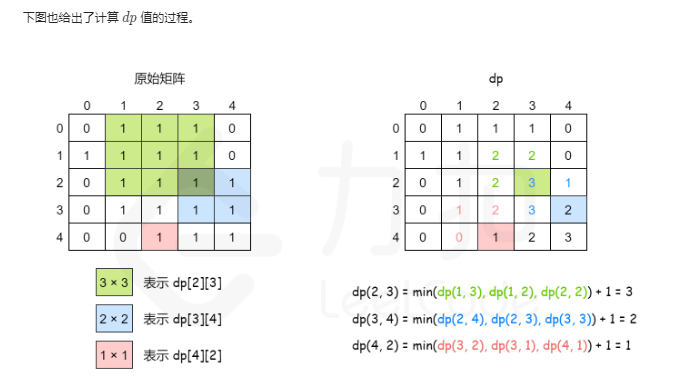 下图也给出了计算 dp 值的过程。
原始矩阵
0 1 2 3 4
0 0 1 1 1 0
1 1 1 1 1 0
2 0 1 1 1 1
3 0 1 1 1 1
4 0 0 1 1 1
3 × 3 表示 dp[2][3]
2 × 2 表示 dp[3][4]
1 × 1 表示 dp[4][2]
dp
0 1 2 3 4
0 0 1 1 1 0
1 1 1 2 2 0
2 0 1 2 3 1
3 0 1 2 3 2
4 0 0 1 2 3
dp(2, 3) = min(dp(1, 3), dp(1, 2), dp(2, 2)) + 1 = 3
dp(3, 4) = min(dp(2, 4), dp(2, 3), dp(3, 3)) + 1 = 2
dp(4, 2) = min(dp(3, 2), dp(3, 1), dp(4, 1)) + 1 = 1
力扣
LeetCode